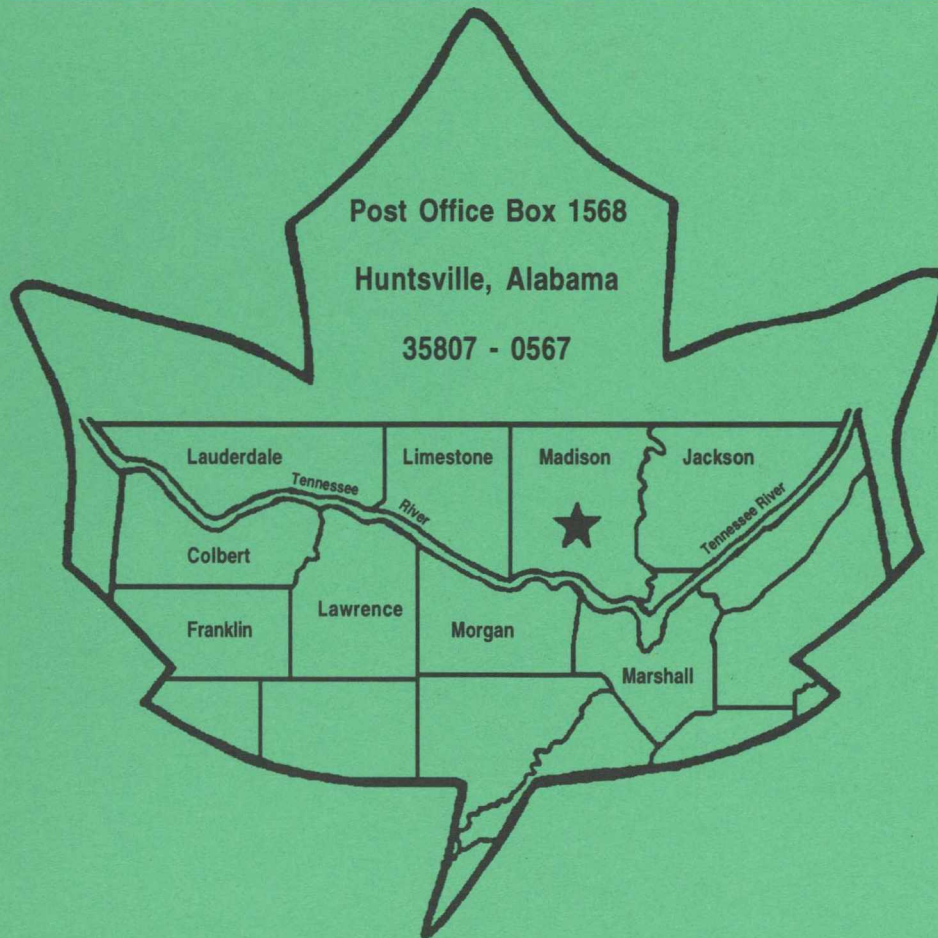 Post Office Box 1568
Huntsville, Alabama
35807 - 0567
Lauderdale
Limestone
Madison
Jackson
Tennessee
River
Tennessee River
Colbert
Lawrence
Franklin
Morgan
Marshall